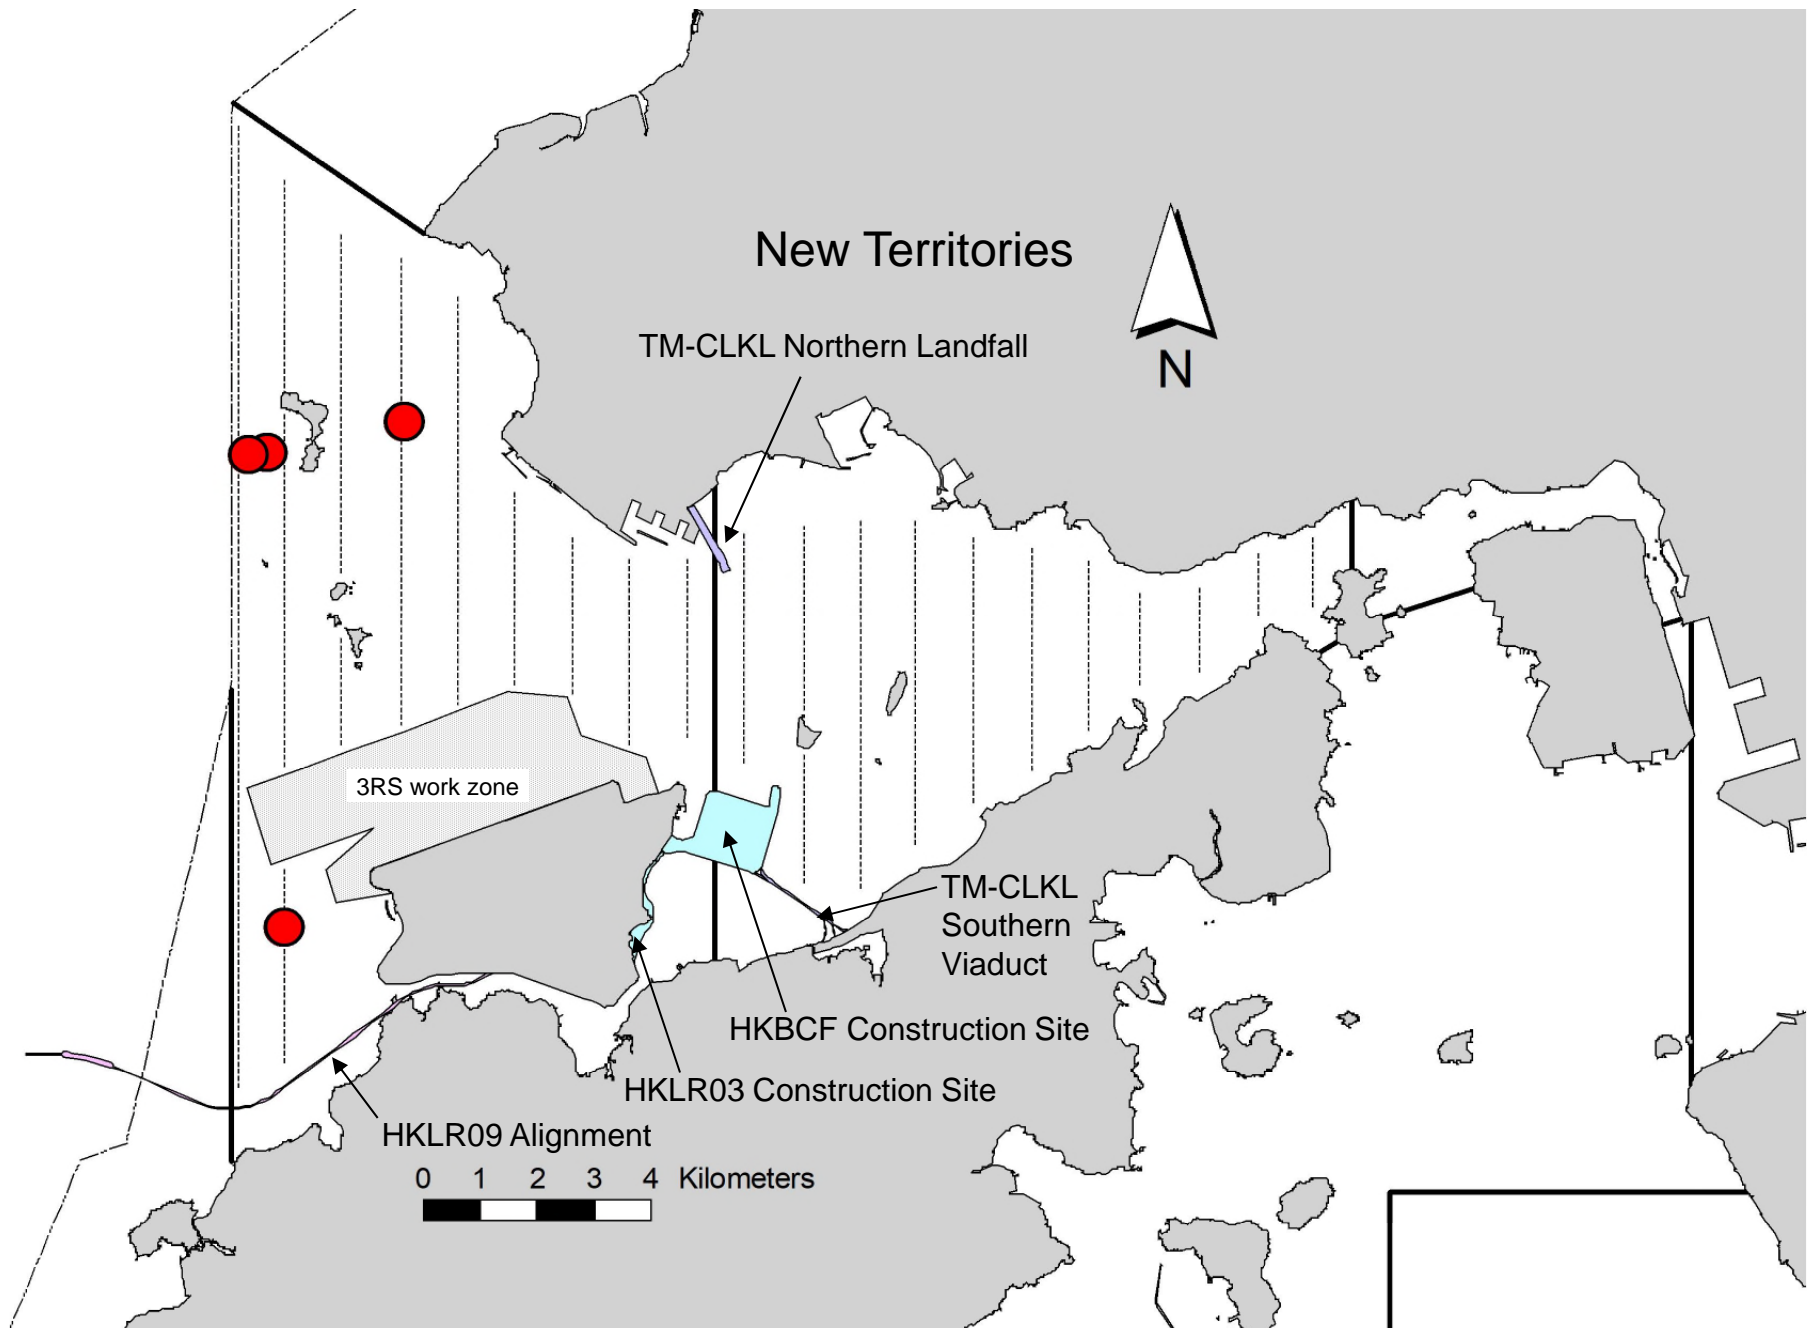 New Territories
TM-CLKL Northern Landfall
N
3RS work zone
TM-CLKL
Southern
Viaduct
HKBCF Construction Site
HKLR03 Construction Site
HKLR09 Alignment
0 1 2 3 4 Kilometers